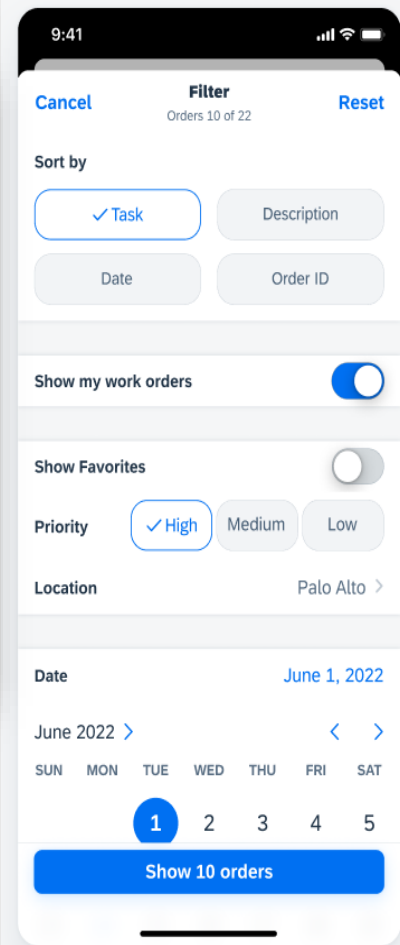 9:41
Cancel Filter Reset
Orders 10 of 22
Sort by
Task Description
Date Order ID
Show my work orders
Show Favorites
Priority High Medium Low
Location Palo Alto
Date June 1, 2022
June 2022
SUN MON TUE WED THU FRI SAT
1 2 3 4 5
Show 10 orders